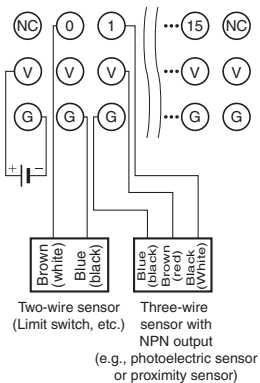 NC 0 1 ••• 15 NC
V V V ••• V V
G G G ••• G G
+ −
Brown
(white)
Blue
(black)
Blue
(black)
Brown
(red)
Black
(White)
Two-wire sensor
(Limit switch, etc.)
Three-wire
sensor with
NPN output
(e.g., photoelectric sensor
or proximity sensor)